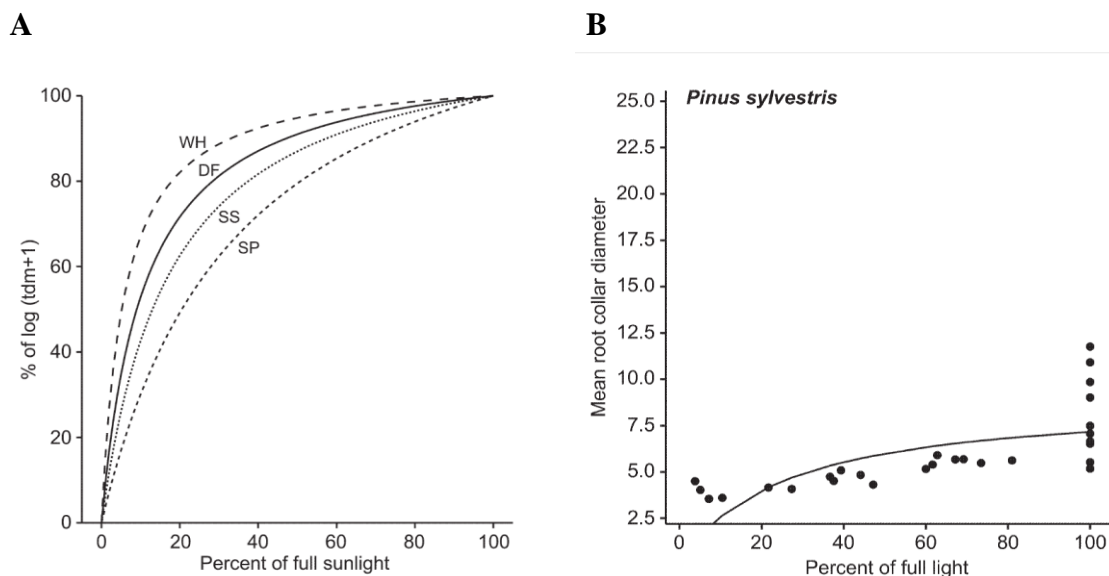 A
B
100
80
60
40
20
0
% of log (tdm+1)
WH
DF
SS
SP
0 20 40 60 80 100
Percent of full sunlight
Pinus sylvestris
25.0
22.5
20.0
17.5
15.0
12.5
10.0
7.5
5.0
2.5
Mean root collar diameter
0 20 40 60 80 100
Percent of full light